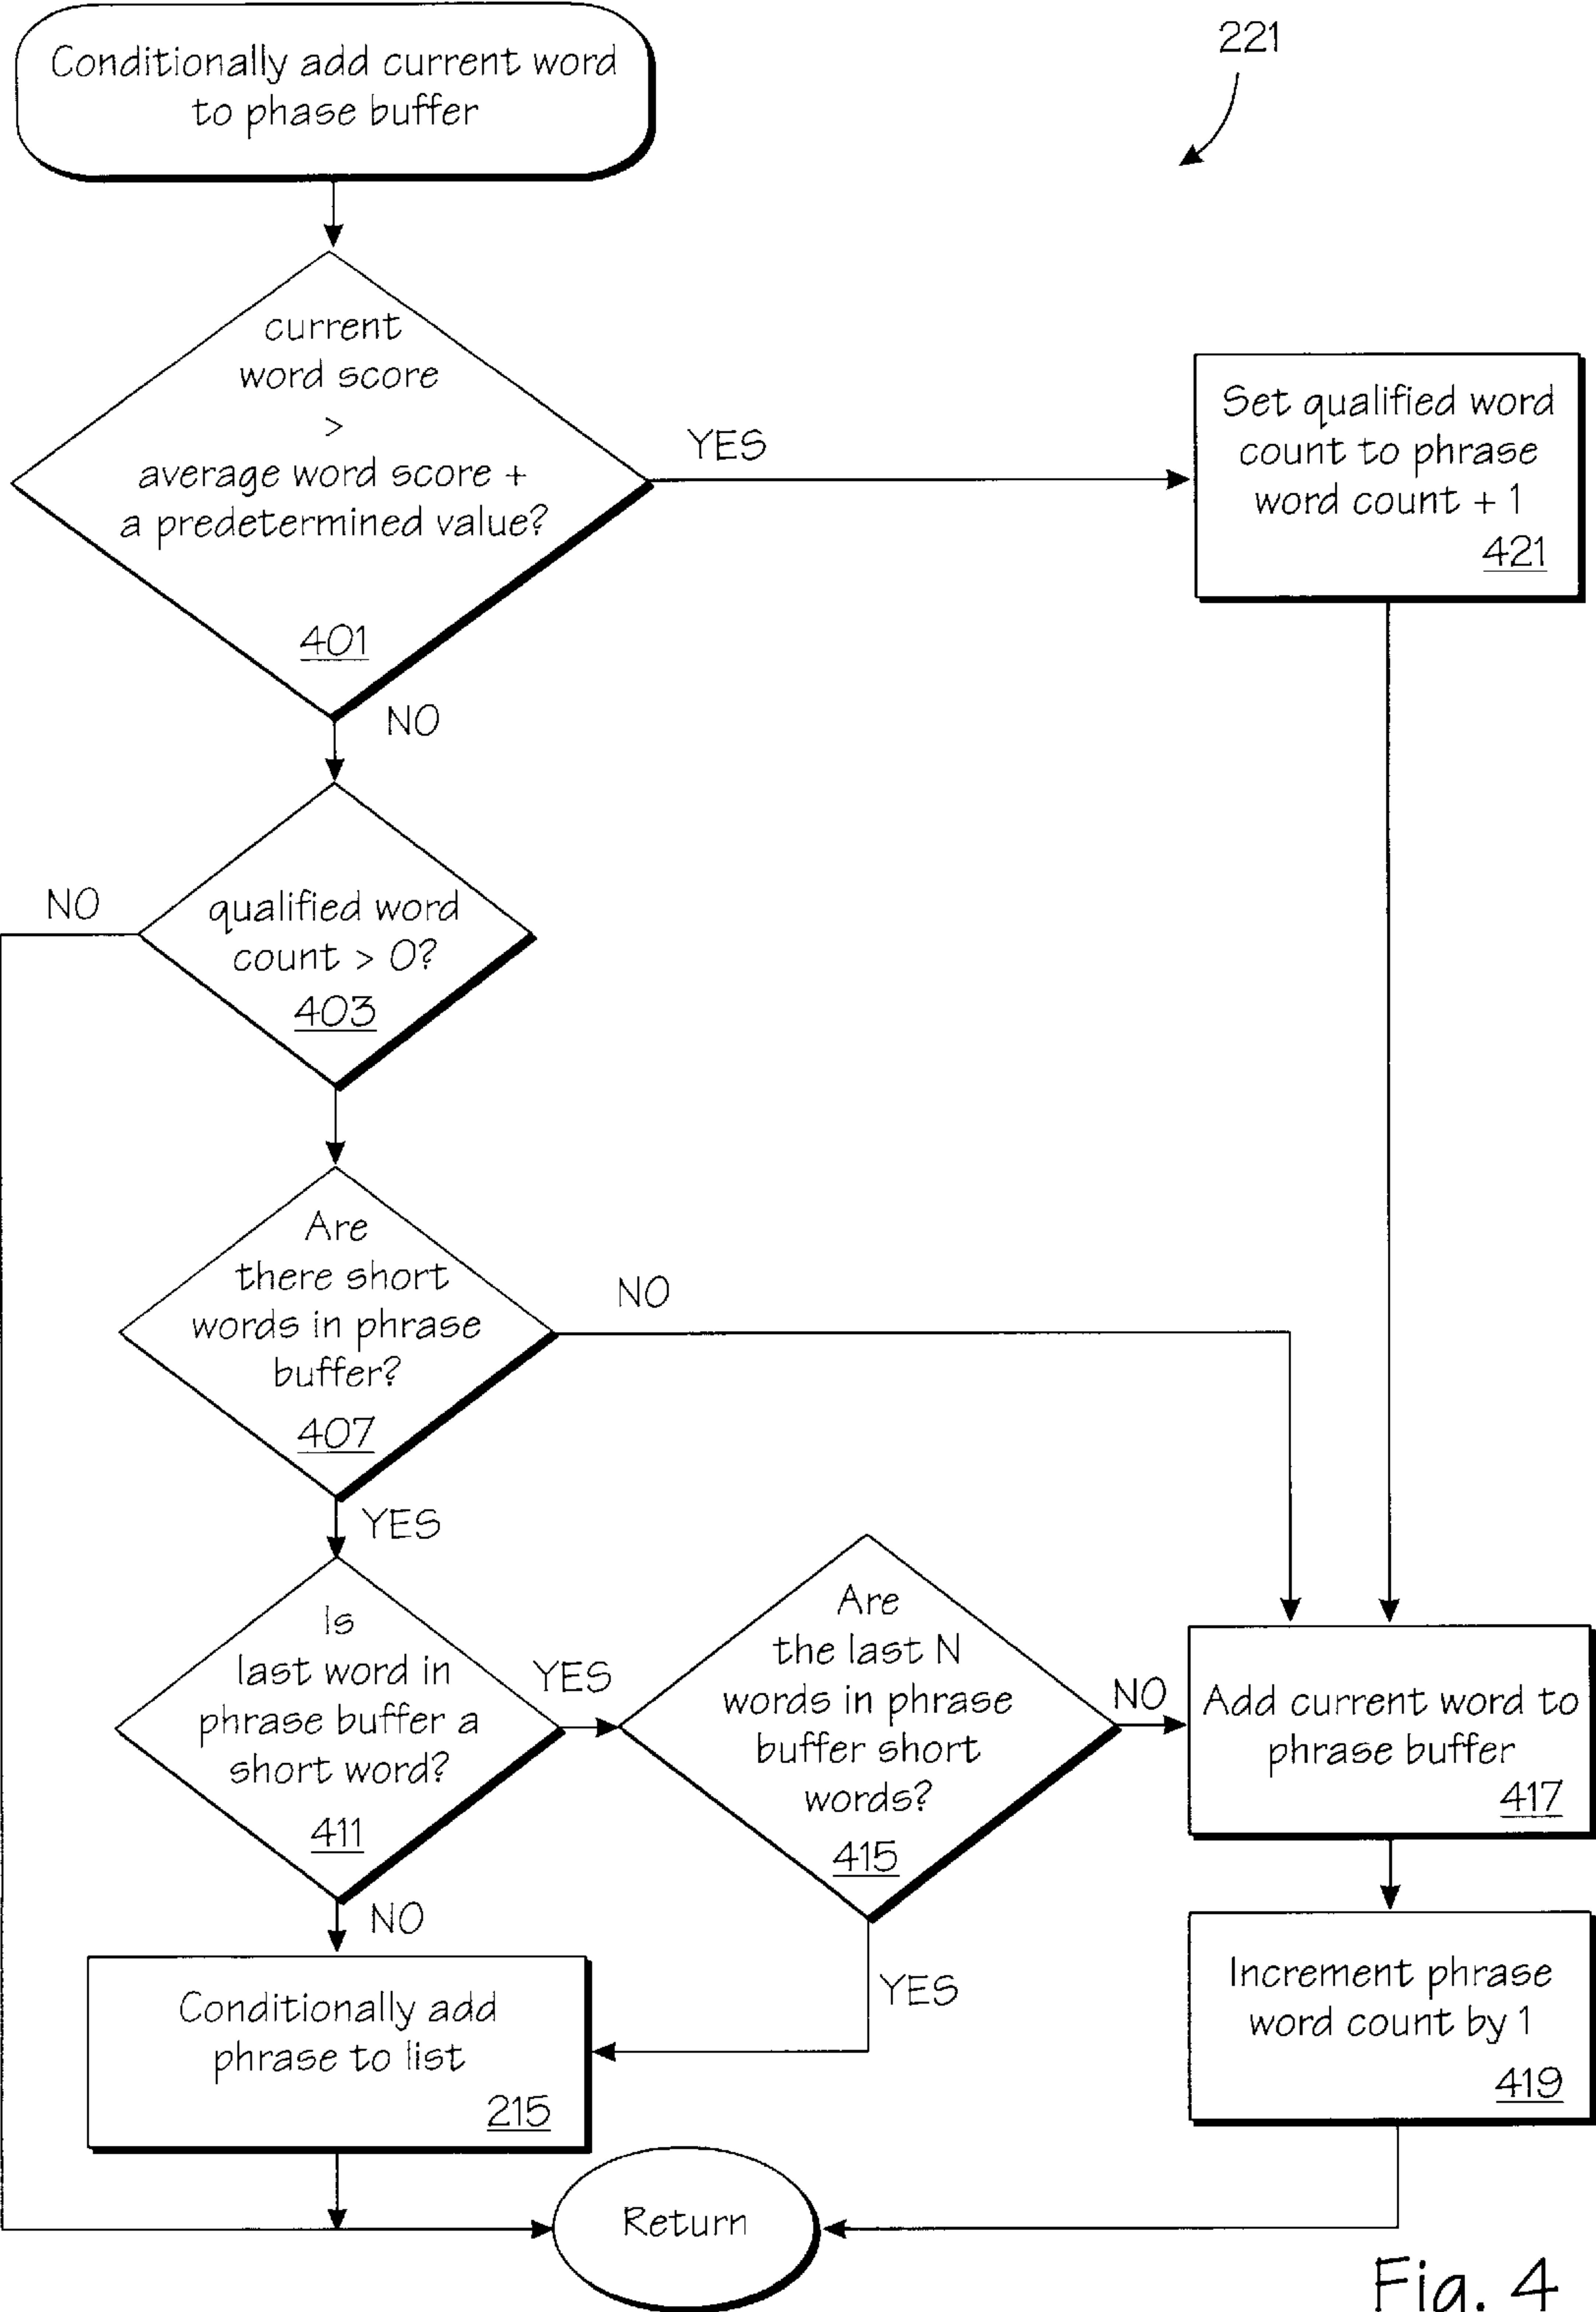 Conditionally add current word
to phase buffer
221
current
word score
>
average word score +
a predetermined value?
401
YES
Set qualified word
count to phrase
word count + 1
421
NO
NO
qualified word
count > 0?
403
Are
there short
words in phrase
buffer?
407
NO
YES
Is
last word in
phrase buffer a
short word?
411
YES
Are
the last N
words in phrase
buffer short
words?
415
NO
Add current word to
phrase buffer
417
NO
Conditionally add
phrase to list
215
YES
Increment phrase
word count by 1
419
Return
Fig. 4